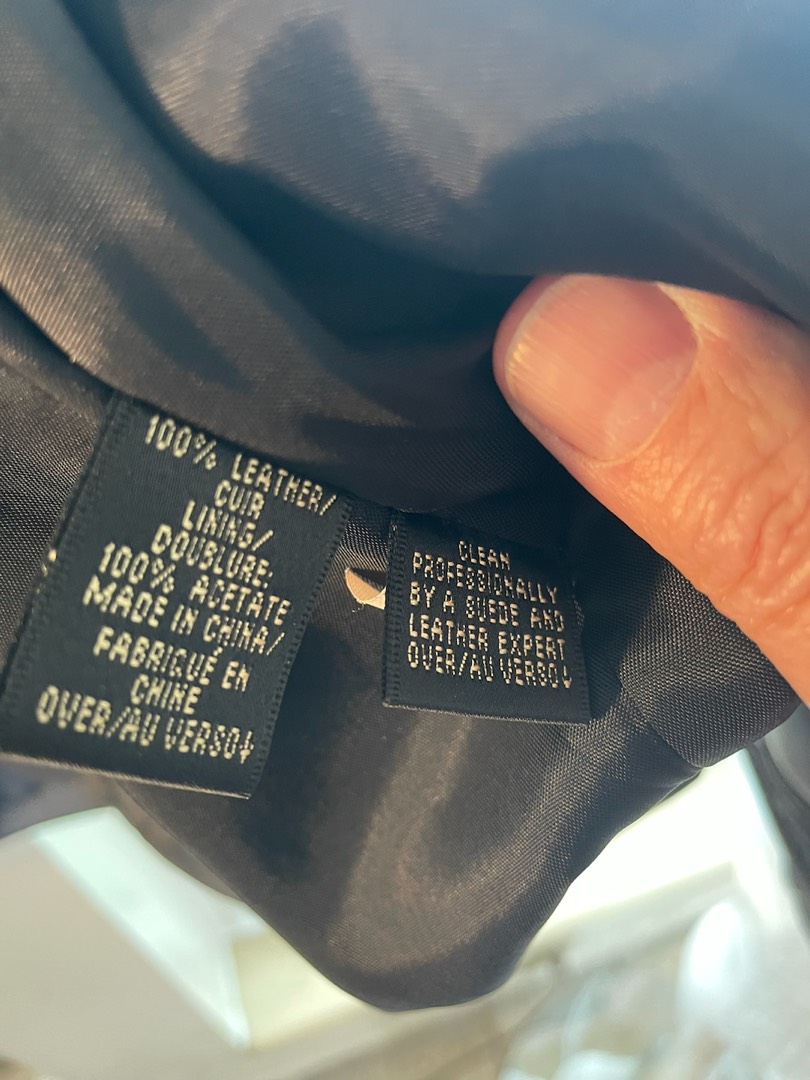 100% LEATHER/
CUIR
LINING/
DOUBLURE:
100% ACETATE
MADE IN CHINA/
FABRIQUÉ EN
CHINE
OVER/AU VERSO↓
CLEAN
PROFESSIONALLY
BY A SUEDE AND
LEATHER EXPERT
OVER/AU VERSO↓